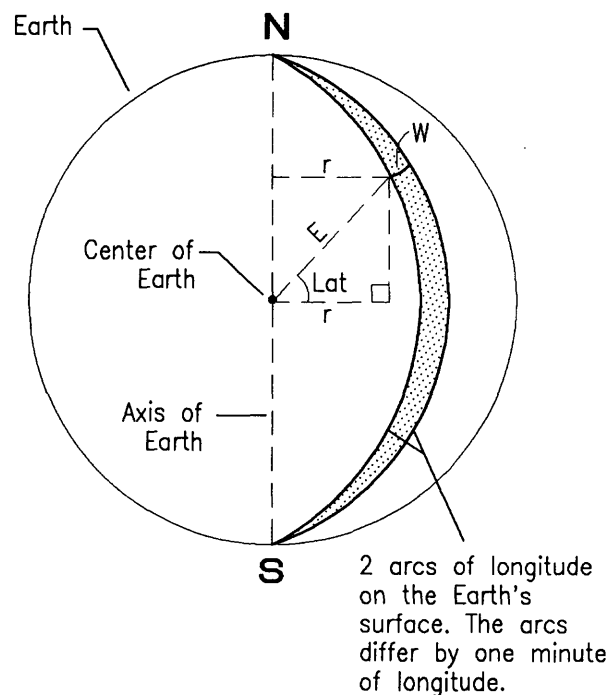 N
Earth
W
r
E
Center of
Earth
Lat
r
Axis of
Earth
S
2 arcs of longitude
on the Earth's
surface. The arcs
differ by one minute
of longitude.